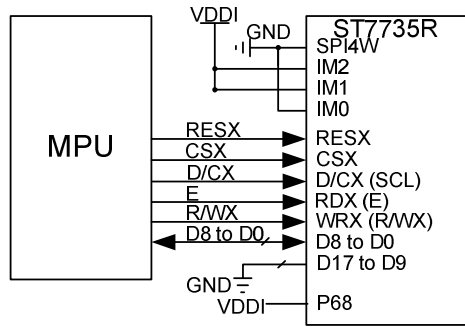 VDDI
ST7735R
GND
SPI4W
IM2
IM1
IM0
MPU
RESX
RESX
CSX
CSX
D/CX
D/CX (SCL)
E
RDX (E)
R/WX
WRX (R/WX)
D8 to D0
D8 to D0
D17 to D9
GND
VDDI
P68